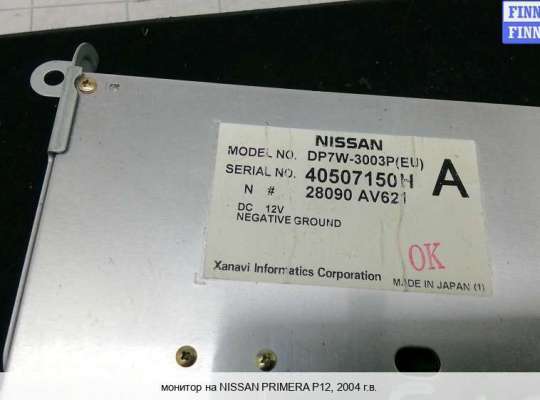 FINN
FINN
NISSAN
MODEL NO. DP7W-3003P(EU)
SERIAL NO. 40507150H A
N # 28090 AV621
DC 12V
NEGATIVE GROUND
OK
Xanavi Informatics Corporation
MADE IN JAPAN (1)
монитор на NISSAN PRIMERA P12, 2004 г.в.